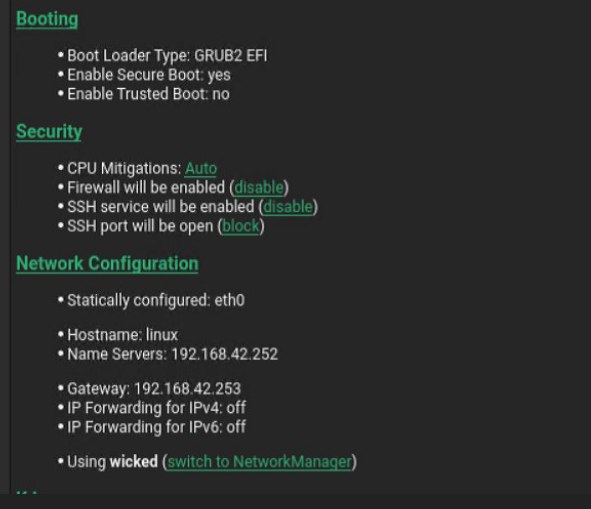 Booting
• Boot Loader Type: GRUB2 EFI
• Enable Secure Boot: yes
• Enable Trusted Boot: no
Security
• CPU Mitigations: Auto
• Firewall will be enabled (disable)
• SSH service will be enabled (disable)
• SSH port will be open (block)
Network Configuration
• Statically configured: eth0
• Hostname: linux
• Name Servers: 192.168.42.252
• Gateway: 192.168.42.253
• IP Forwarding for IPv4: off
• IP Forwarding for IPv6: off
• Using wicked (switch to NetworkManager)